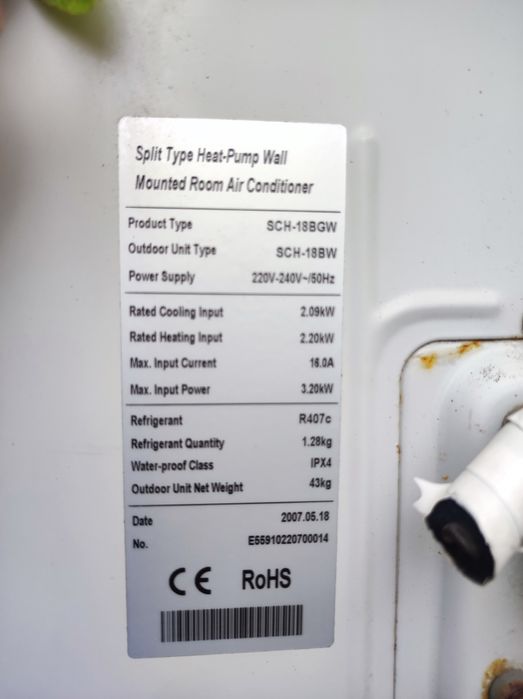 Split Type Heat-Pump Wall
Mounted Room Air Conditioner
Product Type SCH-18BGW
Outdoor Unit Type SCH-18BW
Power Supply 220V-240V~/50Hz
Rated Cooling Input 2.09kW
Rated Heating Input 2.20kW
Max. Input Current 16.0A
Max. Input Power 3.20kW
Refrigerant R407c
Refrigerant Quantity 1.28kg
Water-proof Class IPX4
Outdoor Unit Net Weight 43kg
Date 2007.05.18
No. E55910220700014
CE RoHS